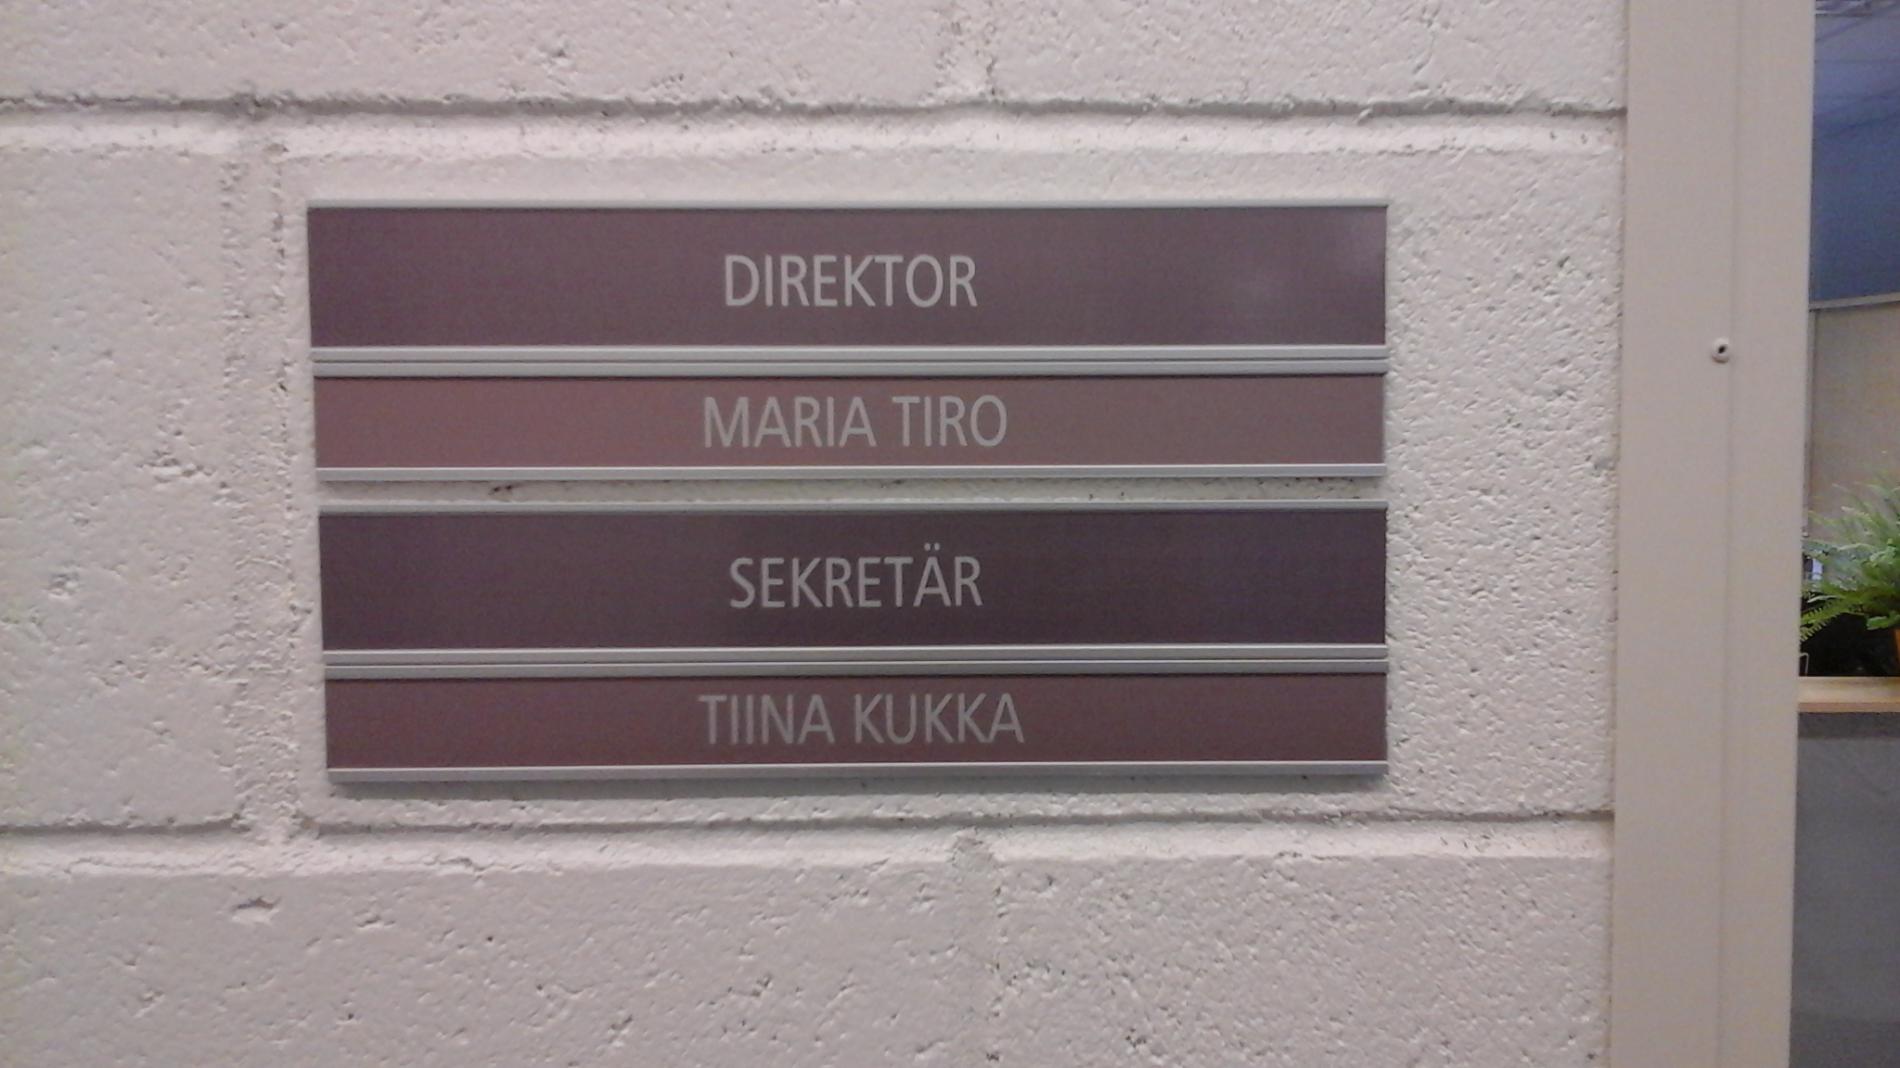 DIREKTOR
MARIA TIRO
SEKRETÄR
TIINA KUKKA